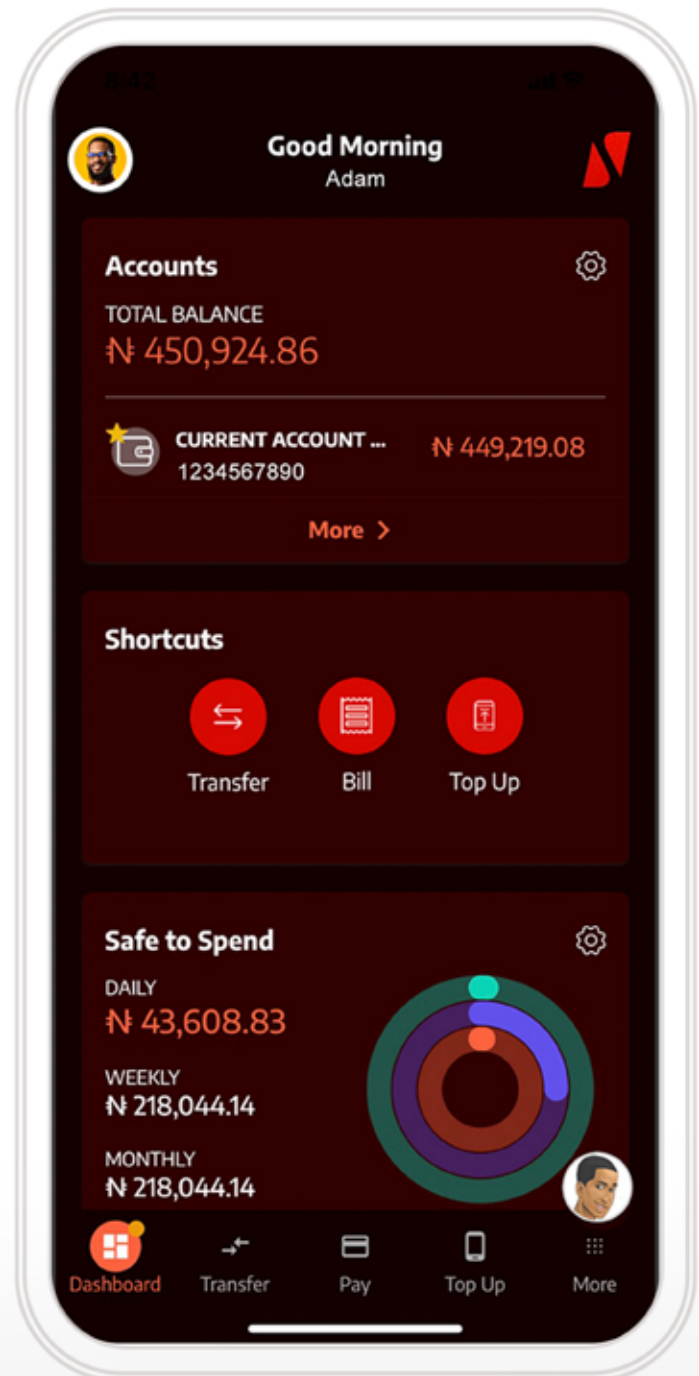 8:42
Good Morning
Adam
Accounts
TOTAL BALANCE
₦ 450,924.86
CURRENT ACCOUNT ... ₦ 449,219.08
1234567890
More >
Shortcuts
Transfer Bill Top Up
Safe to Spend
DAILY
₦ 43,608.83
WEEKLY
₦ 218,044.14
MONTHLY
₦ 218,044.14
Dashboard Transfer Pay Top Up More